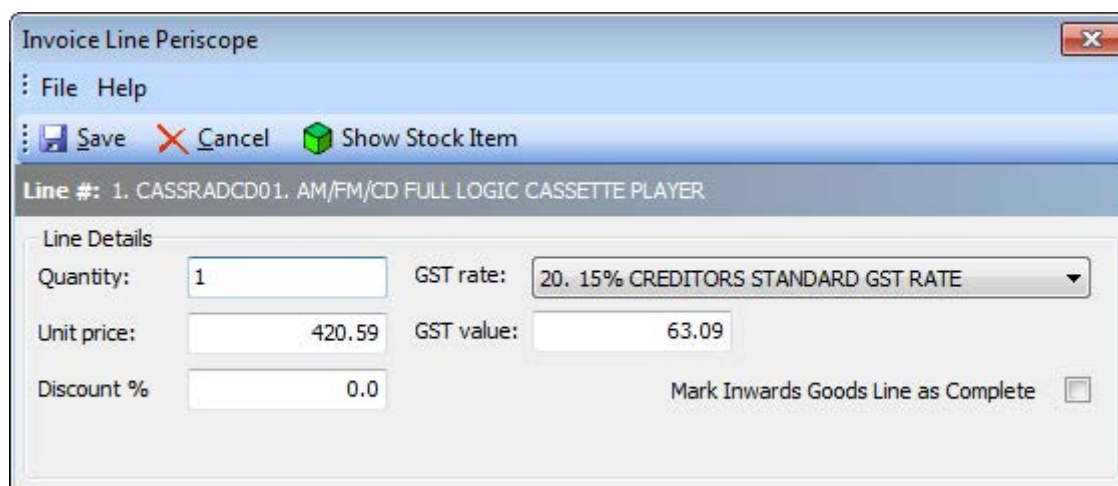 Invoice Line Periscope
File Help
Save Cancel Show Stock Item
Line #: 1. CASSRADCD01. AM/FM/CD FULL LOGIC CASSETTE PLAYER
Line Details
Quantity: 1 GST rate: 20. 15% CREDITORS STANDARD GST RATE
Unit price: 420.59 GST value: 63.09
Discount % 0.0 Mark Inwards Goods Line as Complete